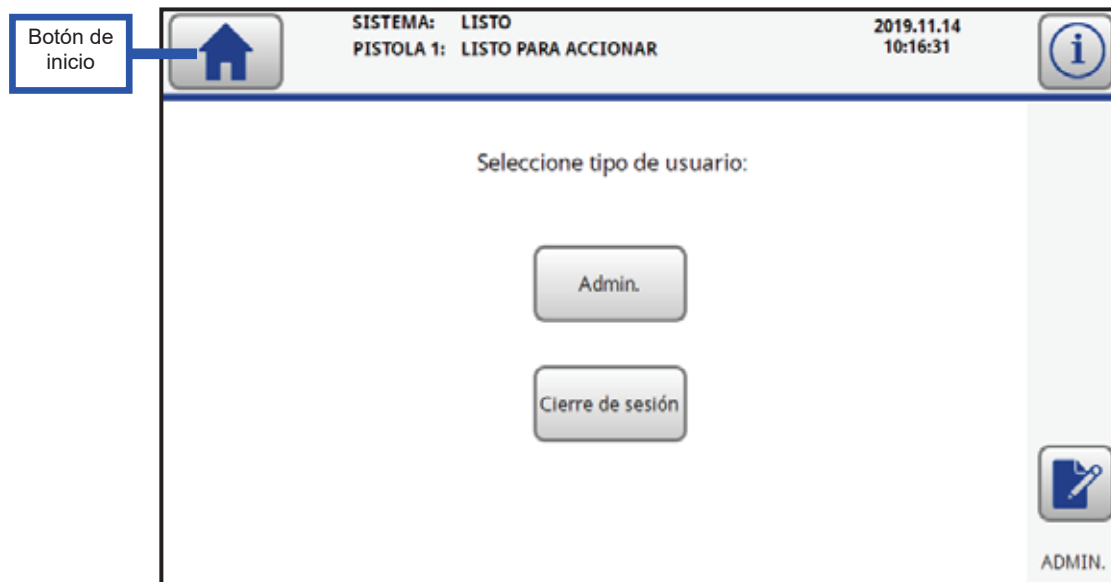 Botón de
inicio
SISTEMA: LISTO
PISTOLA 1: LISTO PARA ACCIONAR
2019.11.14
10:16:31
i
Seleccione tipo de usuario:
Admin.
Cierre de sesión
ADMIN.